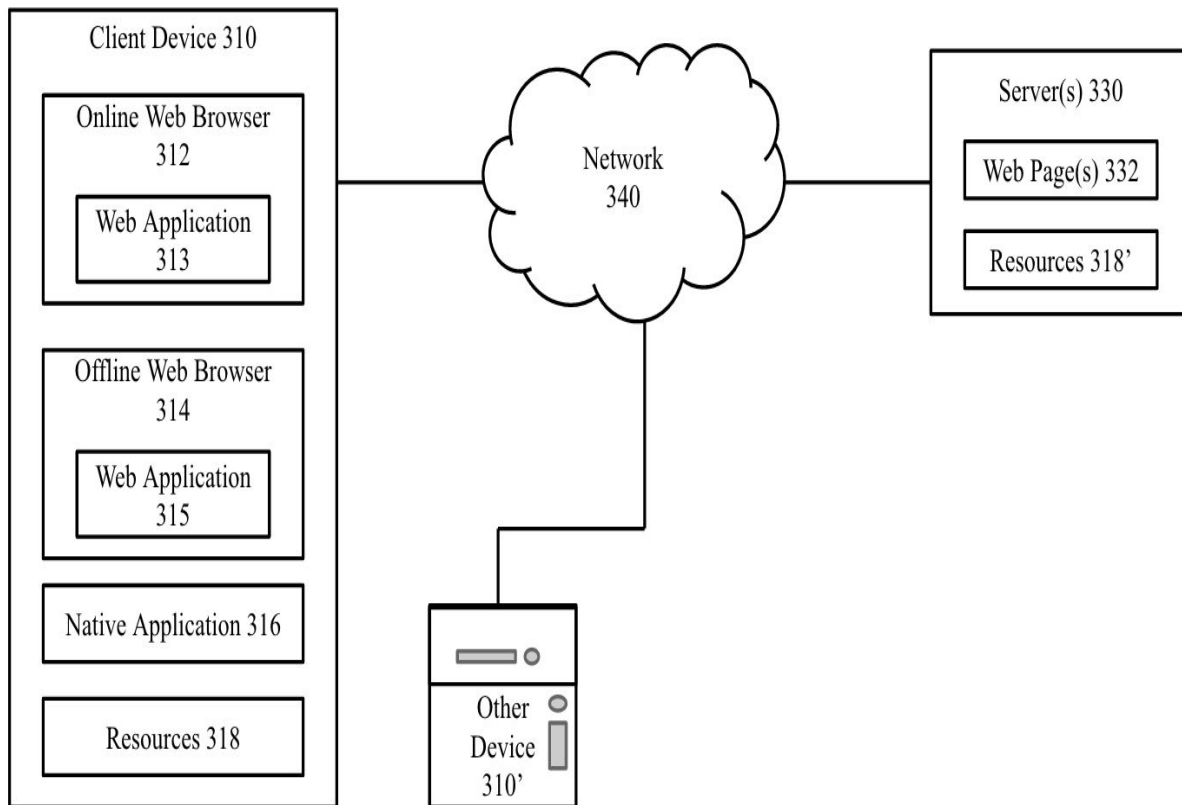 Client Device 310
Online Web Browser
312
Web Application
313
Offline Web Browser
314
Web Application
315
Native Application 316
Resources 318
Network
340
Other
Device
310’
Server(s) 330
Web Page(s) 332
Resources 318’